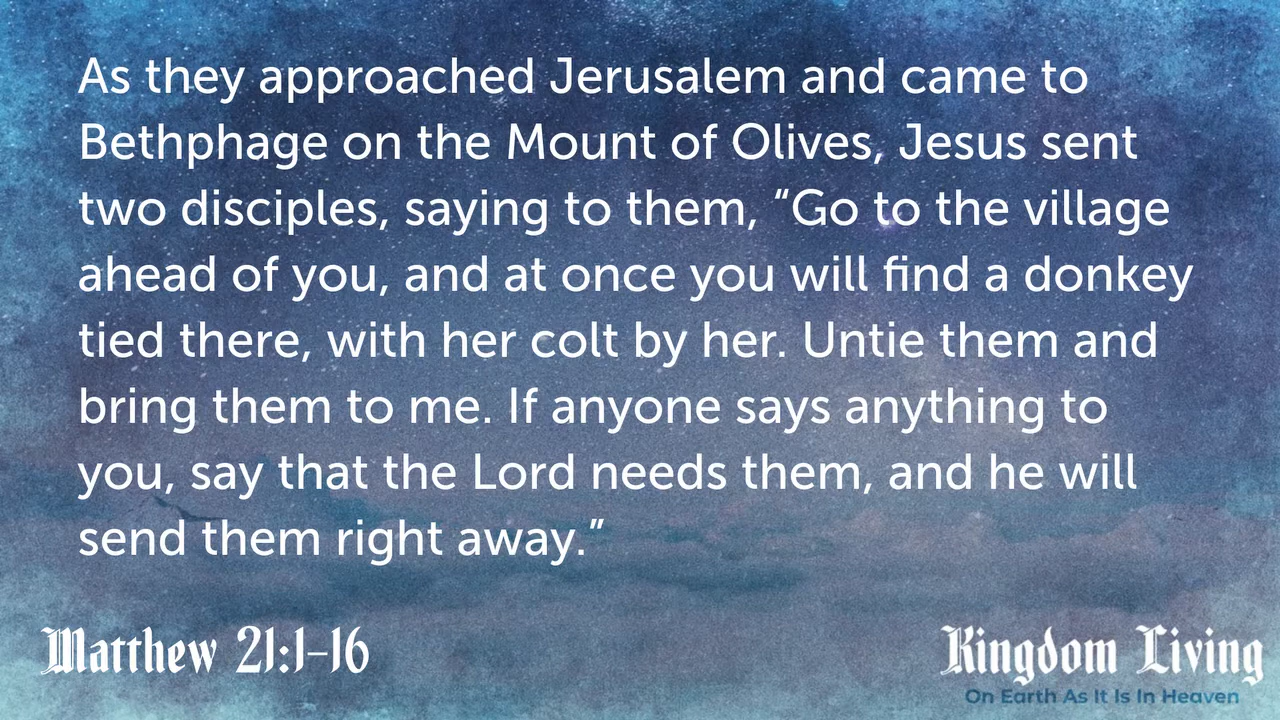 As they approached Jerusalem and came to
Bethphage on the Mount of Olives, Jesus sent
two disciples, saying to them, “Go to the village
ahead of you, and at once you will find a donkey
tied there, with her colt by her. Untie them and
bring them to me. If anyone says anything to
you, say that the Lord needs them, and he will
send them right away.”
Matthew 21:1–16
Kingdom Living
On Earth As It Is In Heaven